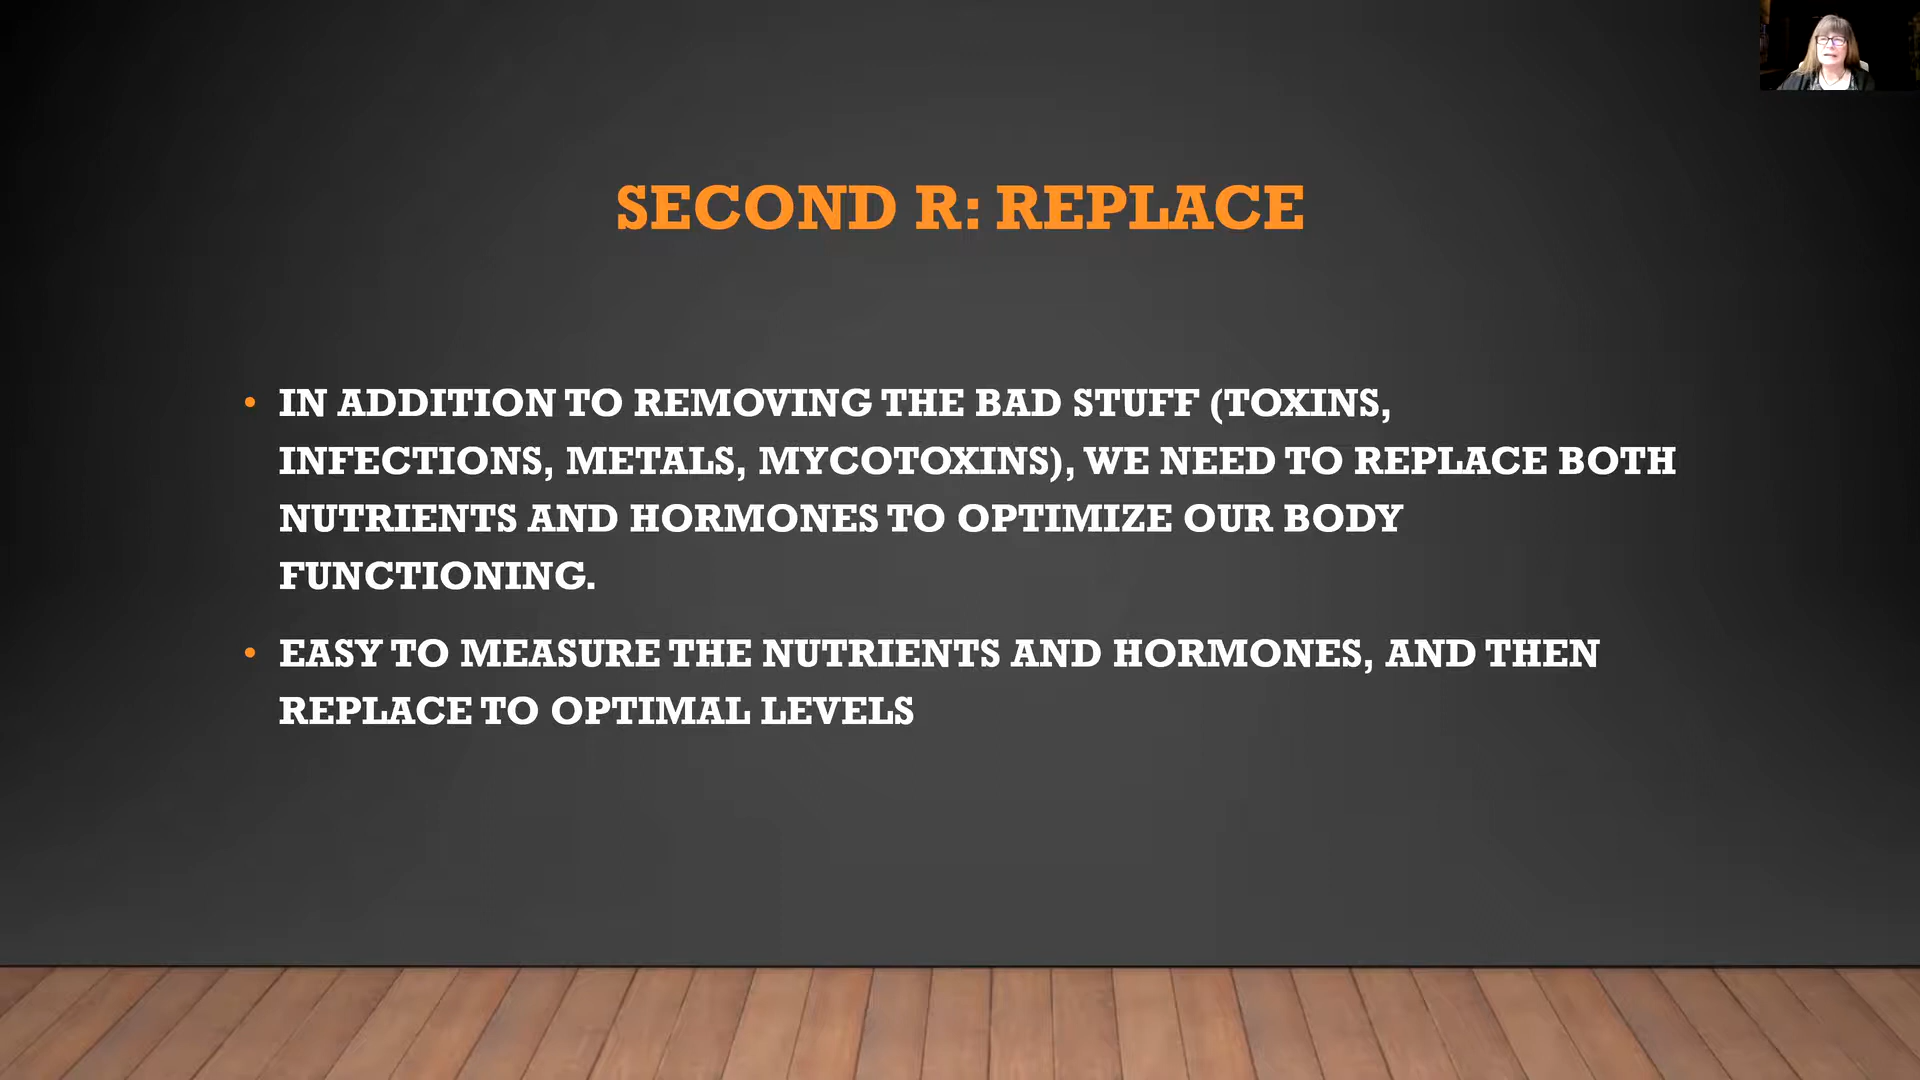 SECOND R: REPLACE
• IN ADDITION TO REMOVING THE BAD STUFF (TOXINS,
INFECTIONS, METALS, MYCOTOXINS), WE NEED TO REPLACE BOTH
NUTRIENTS AND HORMONES TO OPTIMIZE OUR BODY
FUNCTIONING.
• EASY TO MEASURE THE NUTRIENTS AND HORMONES, AND THEN
REPLACE TO OPTIMAL LEVELS